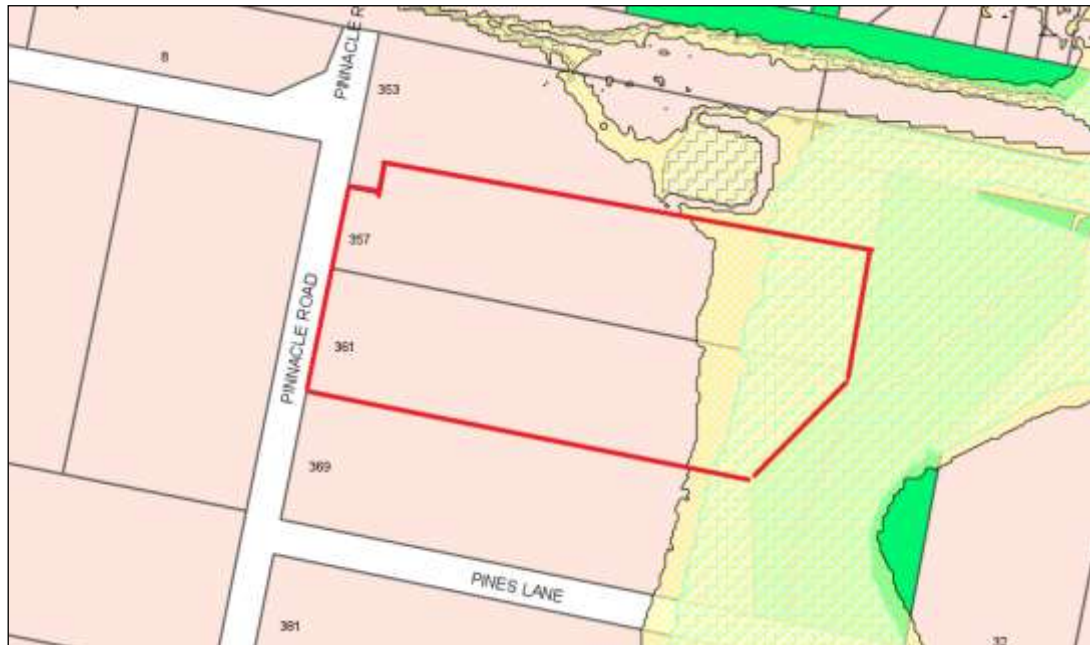 8
PINNACLE R
353
357
PINNACLE ROAD
361
369
PINES LANE
381
32